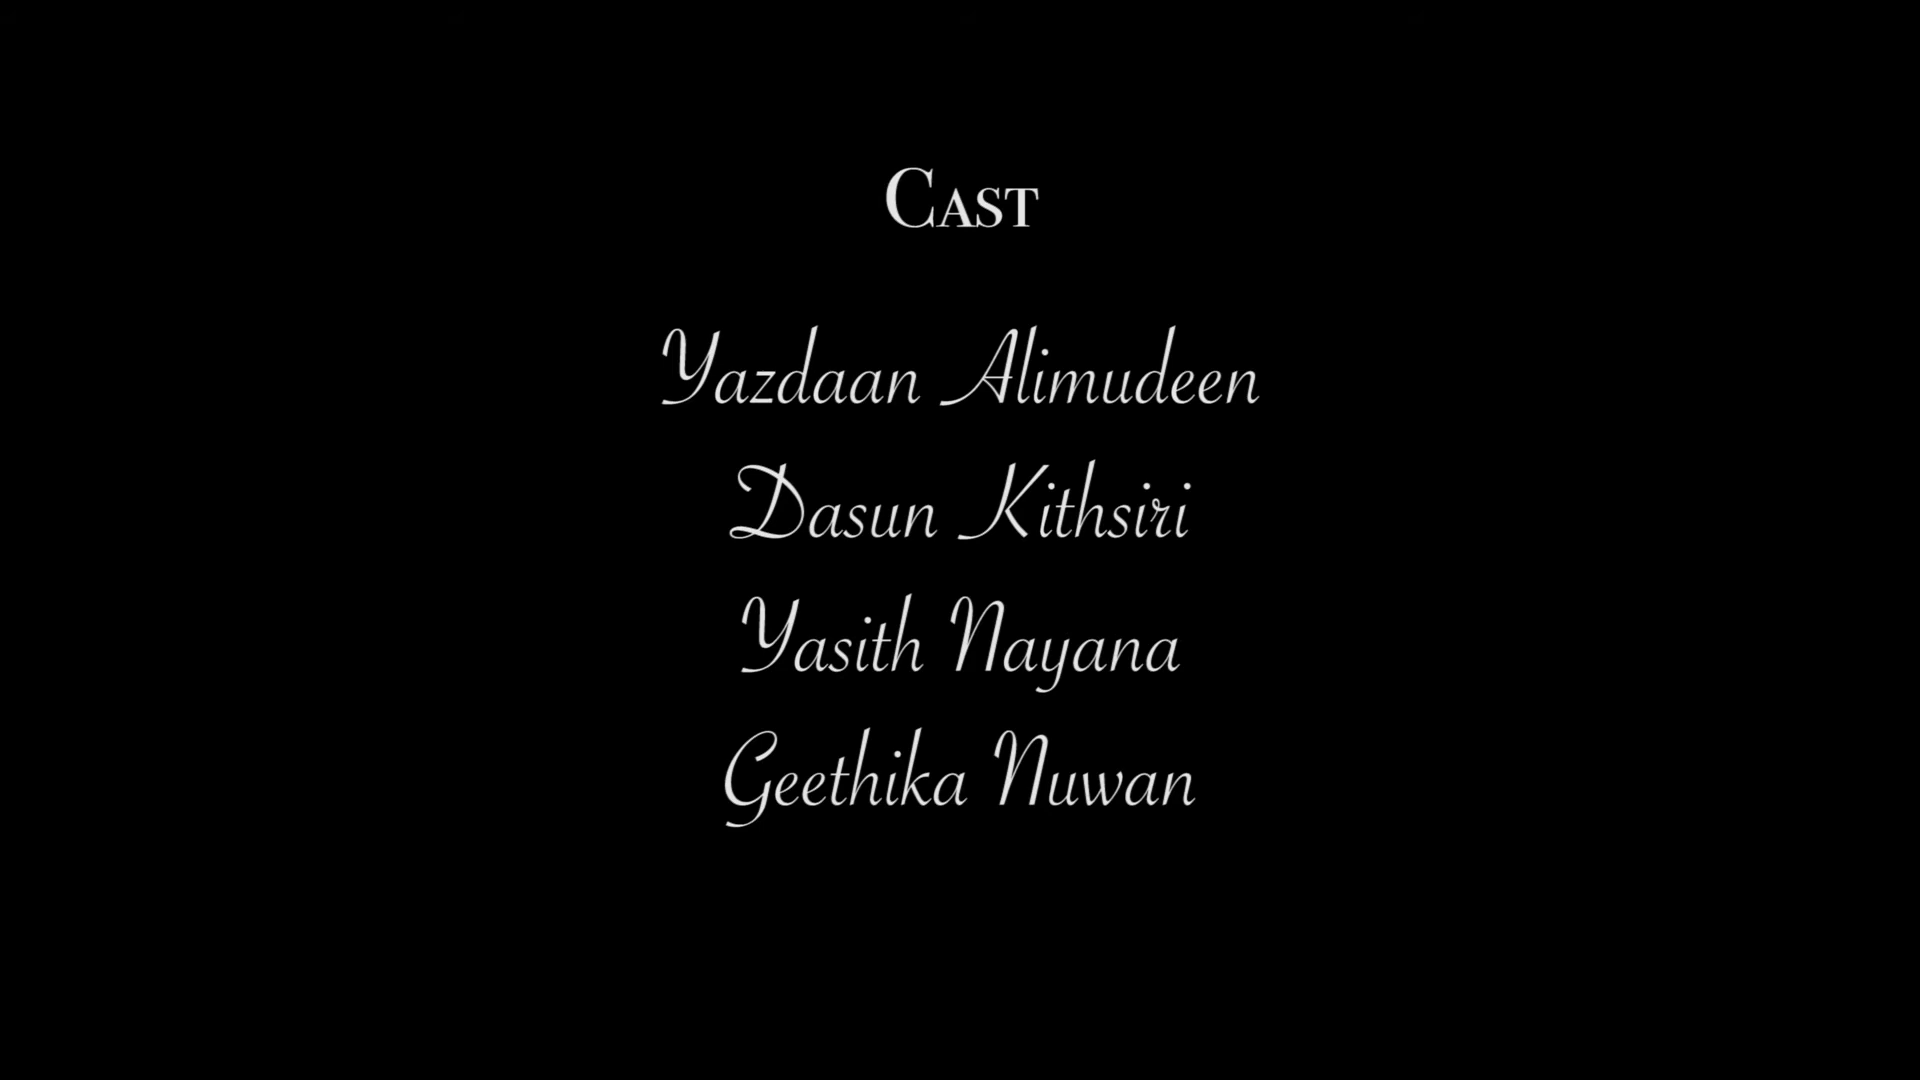 Cast
Yazdaan Alimudeen
Dasun Kithsiri
Yasith Nayana
Geethika Nuwan